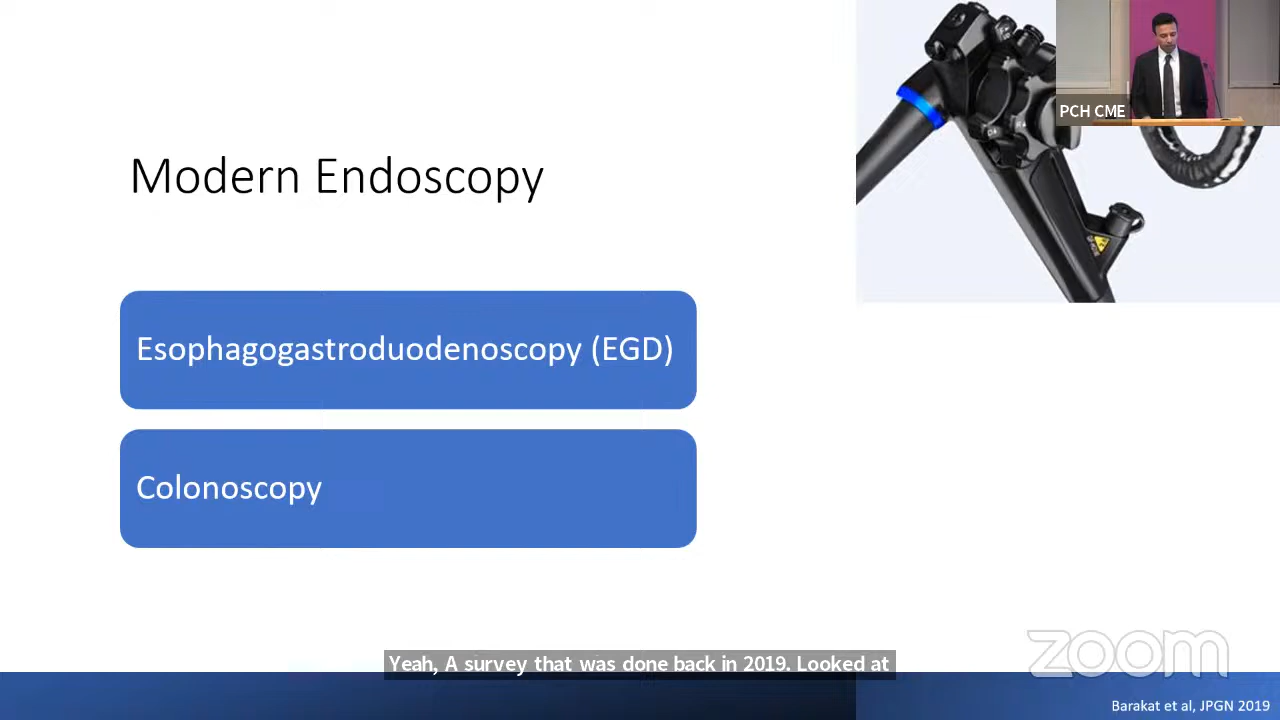 PCH CME
Modern Endoscopy
Esophagogastroduodenoscopy (EGD)
Colonoscopy
Yeah, A survey that was done back in 2019. Looked at
zoom
Barakat et al, JPGN 2019